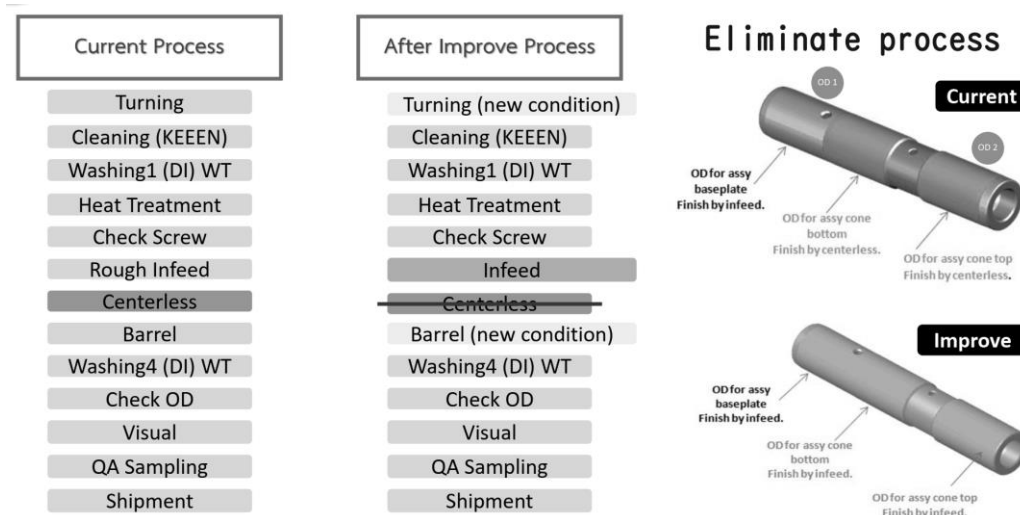 Current Process
Turning
Cleaning (KEEEN)
Washing1 (DI) WT
Heat Treatment
Check Screw
Rough Infeed
Centerless
Barrel
Washing4 (DI) WT
Check OD
Visual
QA Sampling
Shipment
After Improve Process
Turning (new condition)
Cleaning (KEEEN)
Washing1 (DI) WT
Heat Treatment
Check Screw
Infeed
Centerless
Barrel (new condition)
Washing4 (DI) WT
Check OD
Visual
QA Sampling
Shipment
Eliminate process
OD 1
Current
OD 2
OD for assy
baseplate
Finish by infeed.
OD for assy cone
bottom
Finish by centerless.
OD for assy cone top
Finish by centerless.
Improve
OD for assy
baseplate
Finish by infeed.
OD for assy cone
bottom
Finish by infeed.
OD for assy cone top
Finish by infeed.